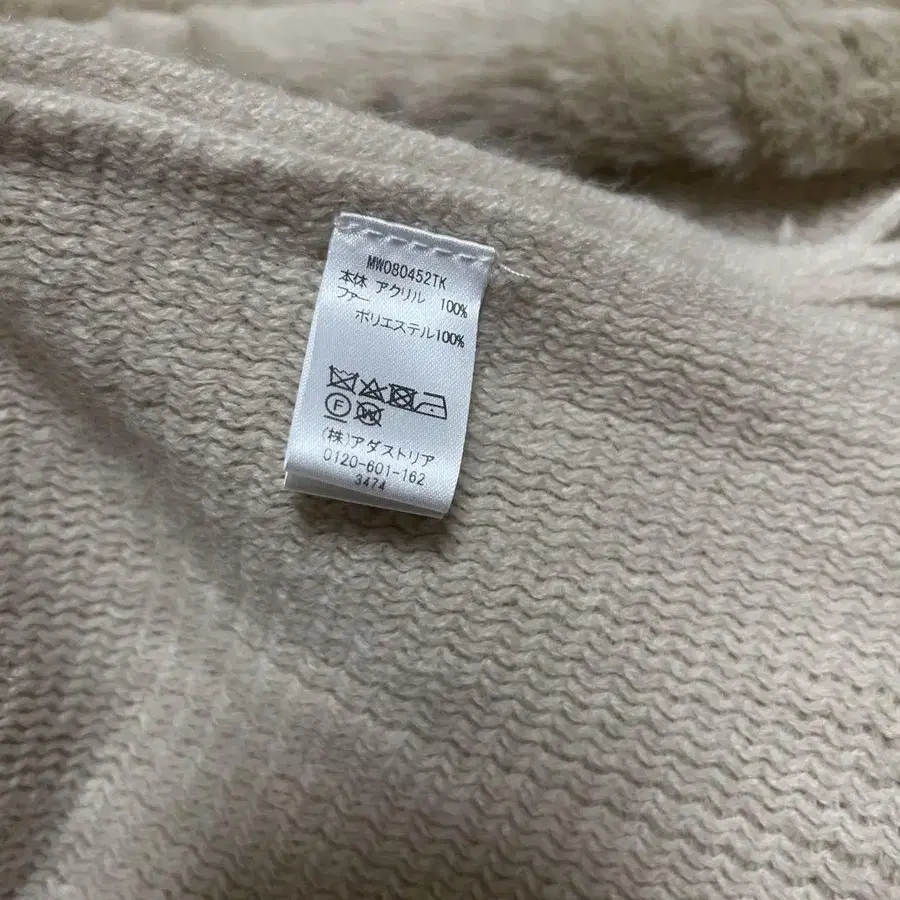 MW080452TK
本体 アクリル 100%
ファー
ポリエステル100%
F W
(株)アダストリア
0120-601-162
3474